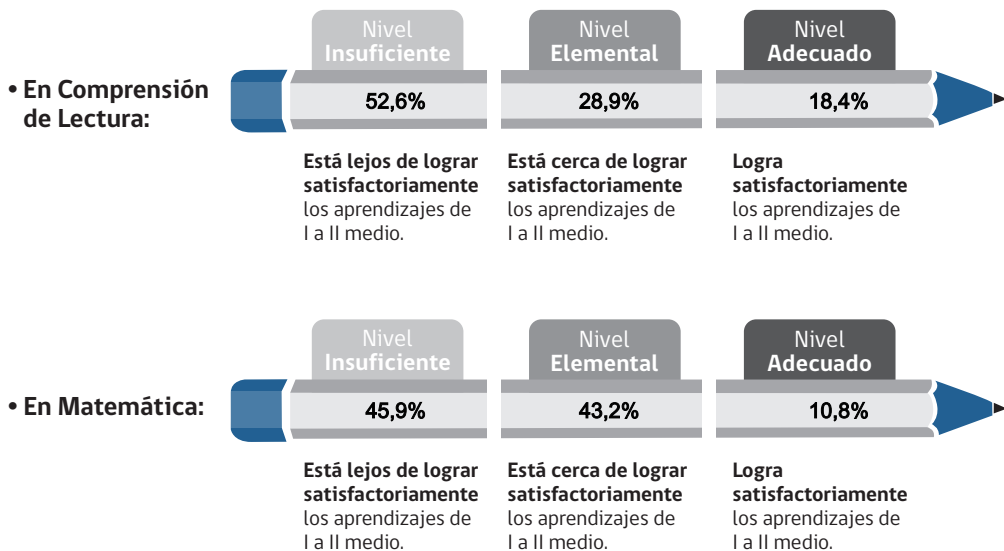 Nivel
Insuficiente
Nivel
Elemental
Nivel
Adecuado
• En Comprensión
de Lectura:
52,6%
28,9%
18,4%
Está lejos de lograr
satisfactoriamente
los aprendizajes de
I a II medio.
Está cerca de lograr
satisfactoriamente
los aprendizajes de
I a II medio.
Logra
satisfactoriamente
los aprendizajes de
I a II medio.
Nivel
Insuficiente
Nivel
Elemental
Nivel
Adecuado
• En Matemática:
45,9%
43,2%
10,8%
Está lejos de lograr
satisfactoriamente
los aprendizajes de
I a II medio.
Está cerca de lograr
satisfactoriamente
los aprendizajes de
I a II medio.
Logra
satisfactoriamente
los aprendizajes de
I a II medio.